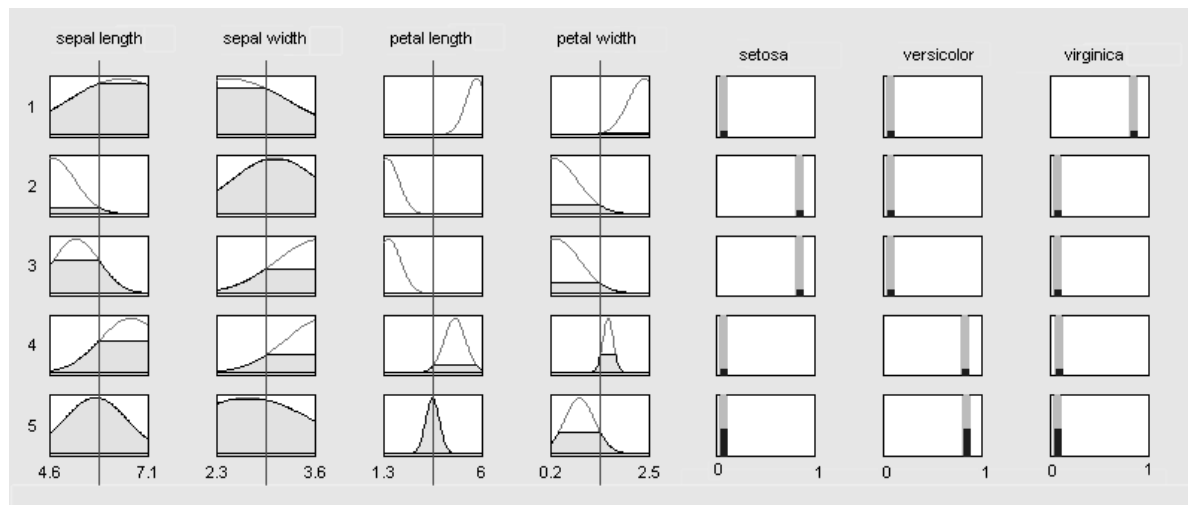 sepal length sepal width petal length petal width setosa versicolor virginica
1
2
3
4
5
4.6 7.1 2.3 3.6 1.3 6 0.2 2.5 0 1 0 1 0 1